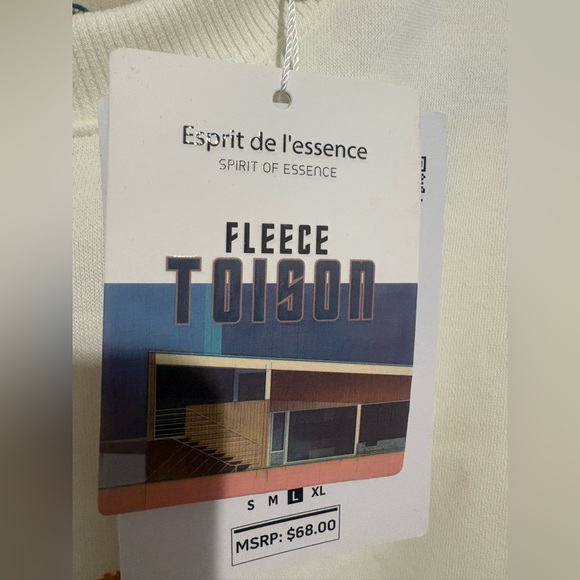 Esprit de l'essence
SPIRIT OF ESSENCE
FLEECE
TOISON
S M L XL
MSRP: $68.00